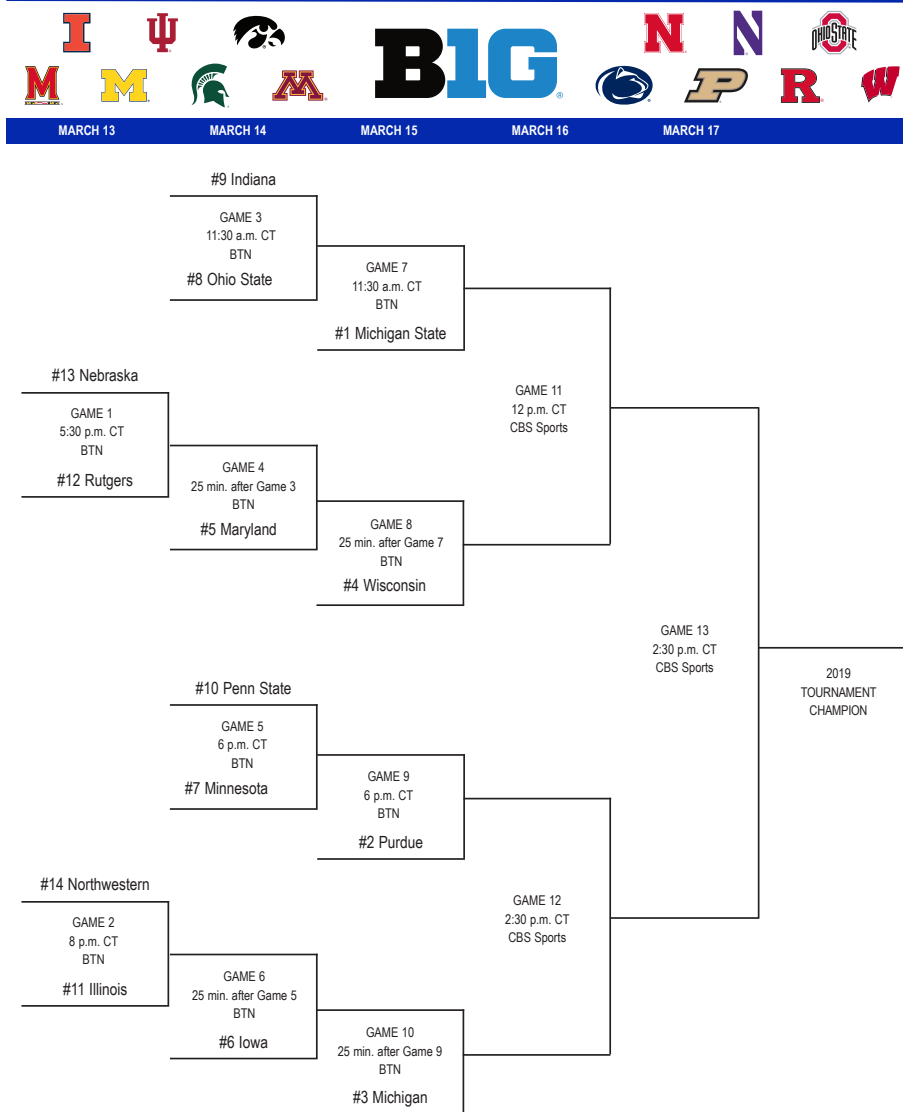 B1G
OHIO STATE
MARCH 13
MARCH 14
MARCH 15
MARCH 16
MARCH 17
#9 Indiana
GAME 3
11:30 a.m. CT
BTN
#8 Ohio State
GAME 7
11:30 a.m. CT
BTN
#1 Michigan State
#13 Nebraska
GAME 1
5:30 p.m. CT
BTN
#12 Rutgers
GAME 4
25 min. after Game 3
BTN
#5 Maryland
GAME 8
25 min. after Game 7
BTN
#4 Wisconsin
GAME 11
12 p.m. CT
CBS Sports
GAME 13
2:30 p.m. CT
CBS Sports
2019
TOURNAMENT
CHAMPION
#10 Penn State
GAME 5
6 p.m. CT
BTN
#7 Minnesota
GAME 9
6 p.m. CT
BTN
#2 Purdue
#14 Northwestern
GAME 2
8 p.m. CT
BTN
#11 Illinois
GAME 6
25 min. after Game 5
BTN
#6 Iowa
GAME 10
25 min. after Game 9
BTN
#3 Michigan
GAME 12
2:30 p.m. CT
CBS Sports